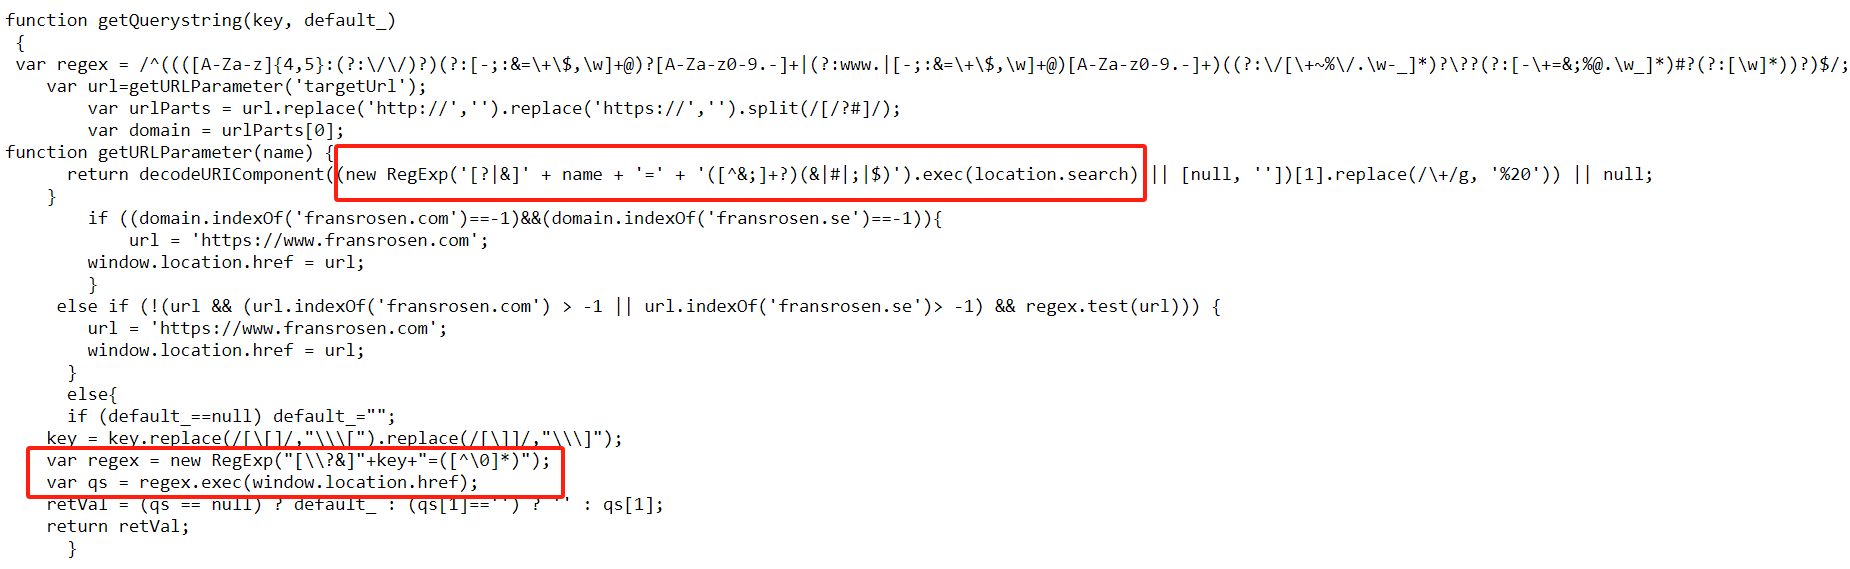 function getQuerystring(key, default_)
{
var regex = /^((([A-Za-z]{4,5}:(?:\/\/)?)(?:[-;:&=\+\$,\w]+@)?[A-Za-z0-9.-]+|(?:www.|[-;:&=\+\$,\w]+@)[A-Za-z0-9.-]+)((?:\/[\+~%\/.\w-_]*)?\??(?:[-\+=&;%@.\w_]*)#?(?:[\w]*))?)$/;
var url=getURLParameter('targetUrl');
var urlParts = url.replace('http://','').replace('https://','').split(/[/?#]/);
var domain = urlParts[0];
function getURLParameter(name) {
return decodeURIComponent((new RegExp('[?|&]' + name + '=' + '([^&;]+?)(&|#|;|$)').exec(location.search) || [null, ''])[1].replace(/\+/g, '%20')) || null;
}
if ((domain.indexOf('fransrosen.com')==-1)&&(domain.indexOf('fransrosen.se')==-1)){
url = 'https://www.fransrosen.com';
window.location.href = url;
}
else if (!(url && (url.indexOf('fransrosen.com') > -1 || url.indexOf('fransrosen.se')> -1) && regex.test(url))) {
url = 'https://www.fransrosen.com';
window.location.href = url;
}
else{
if (default_==null) default_="";
key = key.replace(/[\[]/,"\\\[").replace(/[\]]/,"\\\]");
var regex = new RegExp("[\\?&]"+key+"=([^\0]*)");
var qs = regex.exec(window.location.href);
retVal = (qs == null) ? default_ : (qs[1]=='') ? '' : qs[1];
return retVal;
}